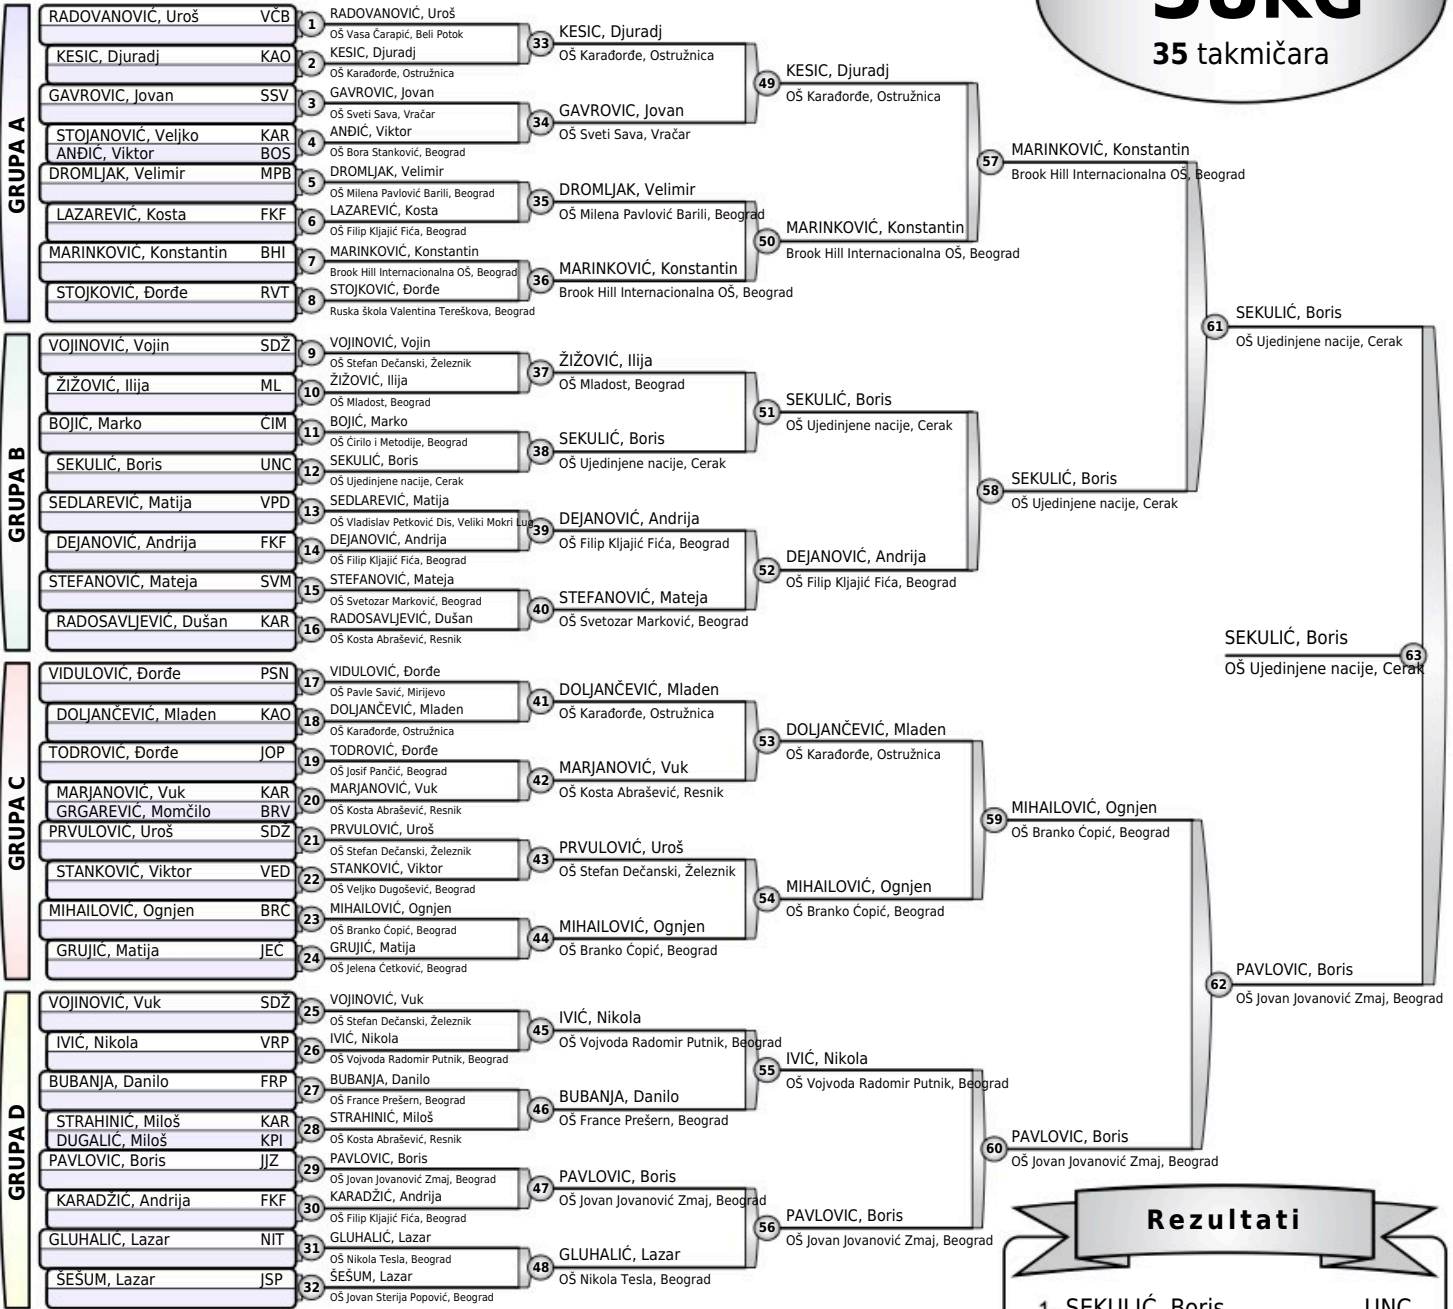 GRUPA A
RADOVANOVIĆ, Uroš VČB
KESIC, Djuradj KAO
GAVROVIC, Jovan SSV
STOJANOVIĆ, Veljko KAR
ANĐIĆ, Viktor BOS
DROMLJAK, Velimir MPB
LAZAREVIĆ, Kosta FKF
MARINKOVIĆ, Konstantin BHI
STOJKOVIĆ, Đorđe RVT
GRUPA B
VOJINOVIĆ, Vojin SDŽ
ŽIŽOVIĆ, Ilija ML
BOJIĆ, Marko ĆIM
SEKULIĆ, Boris UNC
SEDLAREVIĆ, Matija VPD
DEJANOVIĆ, Andrija FKF
STEFANOVIĆ, Mateja SVM
RADOSAVLJEVIĆ, Dušan KAR
GRUPA C
VIDULOVIĆ, Đorđe PSN
DOLJANČEVIĆ, Mladen KAO
TODROVIĆ, Đorđe JOP
MARJANOVIĆ, Vuk KAR
GRGAREVIĆ, Momčilo BRV
PRVULOVIĆ, Uroš SDŽ
STANKOVIĆ, Viktor VED
MIHAILOVIĆ, Ognjen BRĆ
GRUJIĆ, Matija JEĆ
GRUPA D
VOJINOVIĆ, Vuk SDŽ
IVIĆ, Nikola VRP
BUBANJA, Danilo FRP
STRAHINIĆ, Miloš KAR
DUGALIĆ, Miloš KPI
PAVLOVIC, Boris JJZ
KARADŽIĆ, Andrija FKF
GLUHALIĆ, Lazar NIT
ŠEŠUM, Lazar JSP
1 RADOVANOVIĆ, Uroš
OŠ Vasa Čarapić, Beli Potok
2 KESIC, Djuradj
OŠ Karađorđe, Ostružnica
3 GAVROVIC, Jovan
OŠ Sveti Sava, Vračar
4 ANĐIĆ, Viktor
OŠ Bora Stanković, Beograd
5 DROMLJAK, Velimir
OŠ Milena Pavlović Barili, Beograd
6 LAZAREVIĆ, Kosta
OŠ Filip Kljajić Fića, Beograd
7 MARINKOVIĆ, Konstantin
Brook Hill Internacionalna OŠ, Beograd
8 STOJKOVIĆ, Đorđe
Ruska škola Valentina Tereškova, Beograd
9 VOJINOVIĆ, Vojin
OŠ Stefan Dečanski, Železnik
10 ŽIŽOVIĆ, Ilija
OŠ Mladost, Beograd
11 BOJIĆ, Marko
OŠ Ćirilo i Metodije, Beograd
12 SEKULIĆ, Boris
OŠ Ujedinjene nacije, Cerak
13 SEDLAREVIĆ, Matija
OŠ Vladislav Petković Dis, Veliki Mokri Lug
14 DEJANOVIĆ, Andrija
OŠ Filip Kljajić Fića, Beograd
15 STEFANOVIĆ, Mateja
OŠ Svetozar Marković, Beograd
16 RADOSAVLJEVIĆ, Dušan
OŠ Kosta Abrašević, Resnik
17 VIDULOVIĆ, Đorđe
OŠ Pavle Savić, Mirijevo
18 DOLJANČEVIĆ, Mladen
OŠ Karađorđe, Ostružnica
19 TODROVIĆ, Đorđe
OŠ Josif Pančić, Beograd
20 MARJANOVIĆ, Vuk
OŠ Kosta Abrašević, Resnik
21 PRVULOVIĆ, Uroš
OŠ Stefan Dečanski, Železnik
22 STANKOVIĆ, Viktor
OŠ Veljko Dugošević, Beograd
23 MIHAILOVIĆ, Ognjen
OŠ Branko Ćopić, Beograd
24 GRUJIĆ, Matija
OŠ Jelena Ćetković, Beograd
25 VOJINOVIĆ, Vuk
OŠ Stefan Dečanski, Železnik
26 IVIĆ, Nikola
OŠ Vojvoda Radomir Putnik, Beograd
27 BUBANJA, Danilo
OŠ France Prešern, Beograd
28 STRAHINIĆ, Miloš
OŠ Kosta Abrašević, Resnik
29 PAVLOVIC, Boris
OŠ Jovan Jovanović Zmaj, Beograd
30 KARADŽIĆ, Andrija
OŠ Filip Kljajić Fića, Beograd
31 GLUHALIĆ, Lazar
OŠ Nikola Tesla, Beograd
32 ŠEŠUM, Lazar
OŠ Jovan Sterija Popović, Beograd
33 KESIC, Djuradj
OŠ Karađorđe, Ostružnica
34 GAVROVIC, Jovan
OŠ Sveti Sava, Vračar
35 DROMLJAK, Velimir
OŠ Milena Pavlović Barili, Beograd
36 MARINKOVIĆ, Konstantin
Brook Hill Internacionalna OŠ, Beograd
37 ŽIŽOVIĆ, Ilija
OŠ Mladost, Beograd
38 SEKULIĆ, Boris
OŠ Ujedinjene nacije, Cerak
39 DEJANOVIĆ, Andrija
OŠ Filip Kljajić Fića, Beograd
40 STEFANOVIĆ, Mateja
OŠ Svetozar Marković, Beograd
41 DOLJANČEVIĆ, Mladen
OŠ Karađorđe, Ostružnica
42 MARJANOVIĆ, Vuk
OŠ Kosta Abrašević, Resnik
43 PRVULOVIĆ, Uroš
OŠ Stefan Dečanski, Železnik
44 MIHAILOVIĆ, Ognjen
OŠ Branko Ćopić, Beograd
45 IVIĆ, Nikola
OŠ Vojvoda Radomir Putnik, Beograd
46 BUBANJA, Danilo
OŠ France Prešern, Beograd
47 PAVLOVIC, Boris
OŠ Jovan Jovanović Zmaj, Beograd
48 GLUHALIĆ, Lazar
OŠ Nikola Tesla, Beograd
49 KESIC, Djuradj
OŠ Karađorđe, Ostružnica
50 MARINKOVIĆ, Konstantin
Brook Hill Internacionalna OŠ, Beograd
51 SEKULIĆ, Boris
OŠ Ujedinjene nacije, Cerak
52 DEJANOVIĆ, Andrija
OŠ Filip Kljajić Fića, Beograd
53 DOLJANČEVIĆ, Mladen
OŠ Karađorđe, Ostružnica
54 MIHAILOVIĆ, Ognjen
OŠ Branko Ćopić, Beograd
55 IVIĆ, Nikola
OŠ Vojvoda Radomir Putnik, Beograd
56 PAVLOVIC, Boris
OŠ Jovan Jovanović Zmaj, Beograd
57 MARINKOVIĆ, Konstantin
Brook Hill Internacionalna OŠ, Beograd
58 SEKULIĆ, Boris
OŠ Ujedinjene nacije, Cerak
59 MIHAILOVIĆ, Ognjen
OŠ Branko Ćopić, Beograd
60 PAVLOVIC, Boris
OŠ Jovan Jovanović Zmaj, Beograd
61 SEKULIĆ, Boris
OŠ Ujedinjene nacije, Cerak
62 PAVLOVIC, Boris
OŠ Jovan Jovanović Zmaj, Beograd
SEKULIĆ, Boris 63
OŠ Ujedinjene nacije, Cerak
35 takmičara
Rezultati
1. SEKULIĆ, Boris UNC